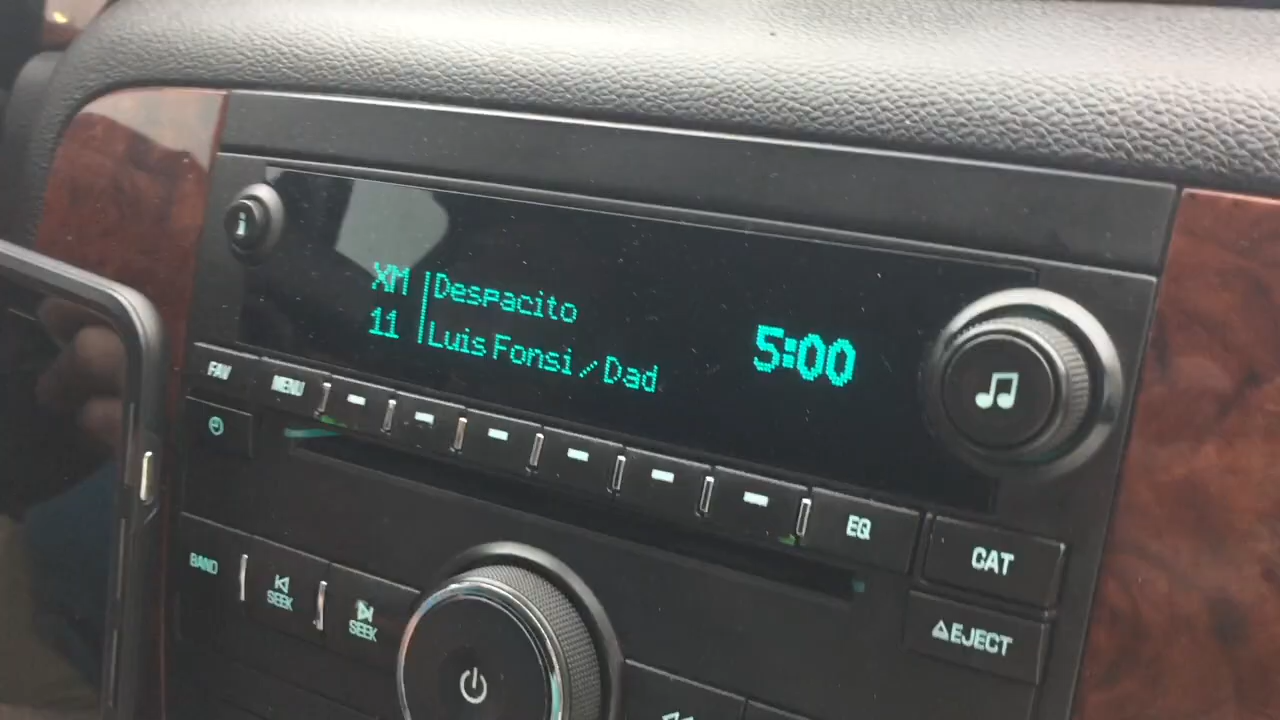 XM Despacito
11 Luis Fonsi/Dad
5:00
i
FAV
MENU
EQ
CAT
BAND
SEEK
SEEK
EJECT